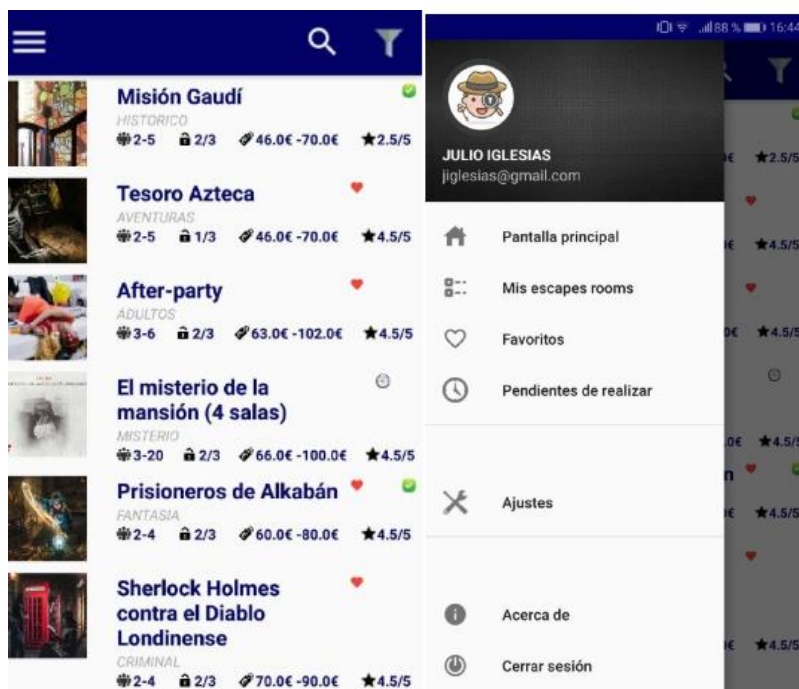 Misión Gaudí
HISTORICO
2-5 2/3 46.0€ -70.0€ 2.5/5
Tesoro Azteca
AVENTURAS
2-5 1/3 46.0€ -70.0€ 4.5/5
After-party
ADULTOS
3-6 2/3 63.0€ -102.0€ 4.5/5
El misterio de la
mansión (4
salas)
MISTERIO
3-20 2/3 66.0€ -100.0€ 4.5/5
Prisioneros de Alkabán
FANTASIA
2-4 2/3 60.0€ -80.0€ 4.5/5
Sherlock Holmes
contra el Diablo
Londinense
CRIMINAL
2-4 2/3 70.0€ -90.0€ 4.5/5
88 % 16:44
JULIO IGLESIAS
jiglesias@gmail.com
Pantalla principal
Mis escapes rooms
Favoritos
Pendientes de realizar
Ajustes
Acerca de
Cerrar sesión
€ 2.5/5
€ 4.5/5
0€ 4.5/5
.0€ 4.5/5
n
€ 4.5/5
€ 4.5/5